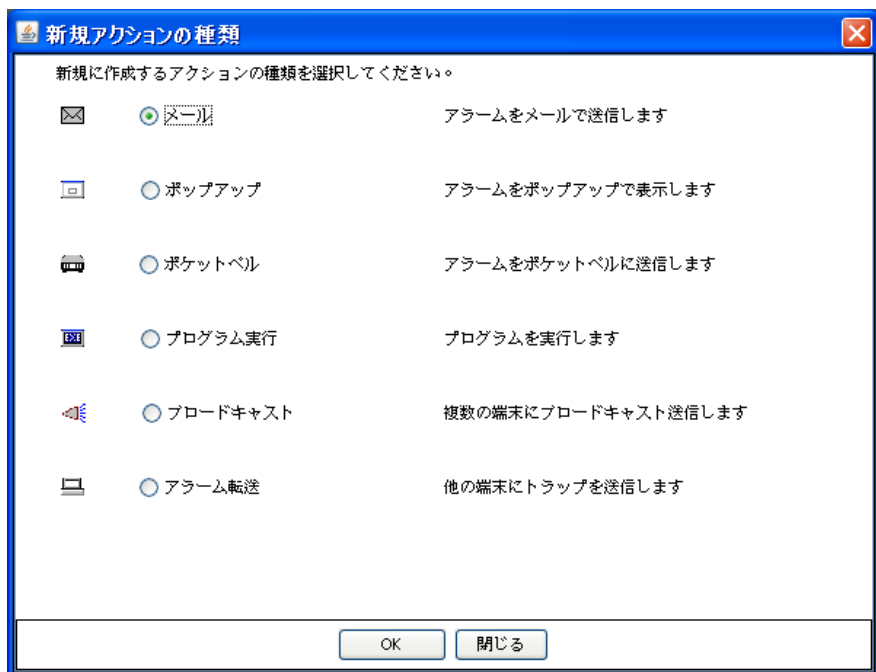 新規アクションの種類
新規に作成するアクションの種類を選択してください。
メール アラームをメールで送信します
ポップアップ アラームをポップアップで表示します
ポケットベル アラームをポケットベルに送信します
EXE プログラム実行 プログラムを実行します
ブロードキャスト 複数の端末にブロードキャスト送信します
アラーム転送 他の端末にトラップを送信します
OK 閉じる